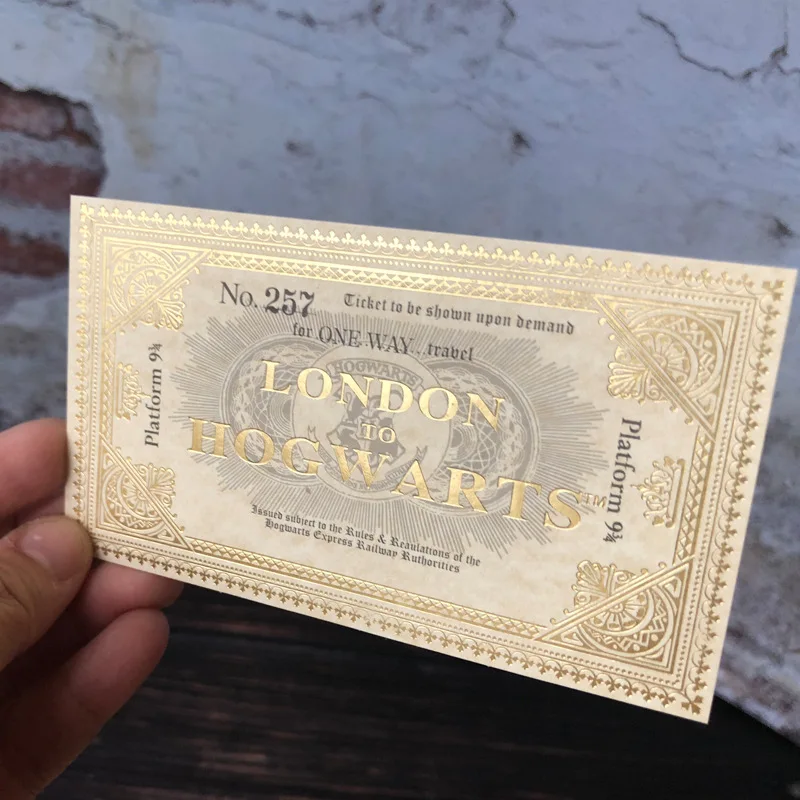 No. 257
Ticket to be shown upon demand
for ONE WAY...travel
HOGWARTS
LONDON
TO
HOGWARTS™
Issued subject to the Rules & Reaulations of the
Hogwarts Express Railway Ruthorities
Platform 9¾
Platform 9¾